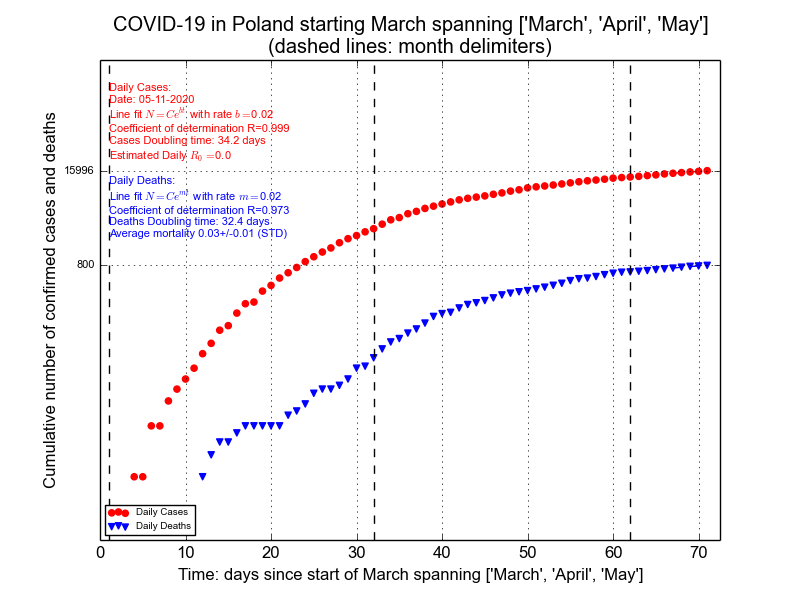 COVID-19 in Poland starting March spanning ['March', 'April', 'May']
(dashed lines: month delimiters)
Daily Cases:
Date: 05-11-2020
Line fit N = Ce^{bt} with rate b = 0.02
Coefficient of determination R=0.999
Cases Doubling time: 34.2 days
Estimated Daily R_0 = 0.0
Daily Deaths:
Line fit N = Ce^{mt} with rate m = 0.02
Coefficient of determination R=0.973
Deaths Doubling time: 32.4 days
Average mortality 0.03+/-0.01 (STD)
15996
800
Cumulative number of confirmed cases and deaths
Daily Cases
Daily Deaths
0 10 20 30 40 50 60 70
Time: days since start of March spanning ['March', 'April', 'May']